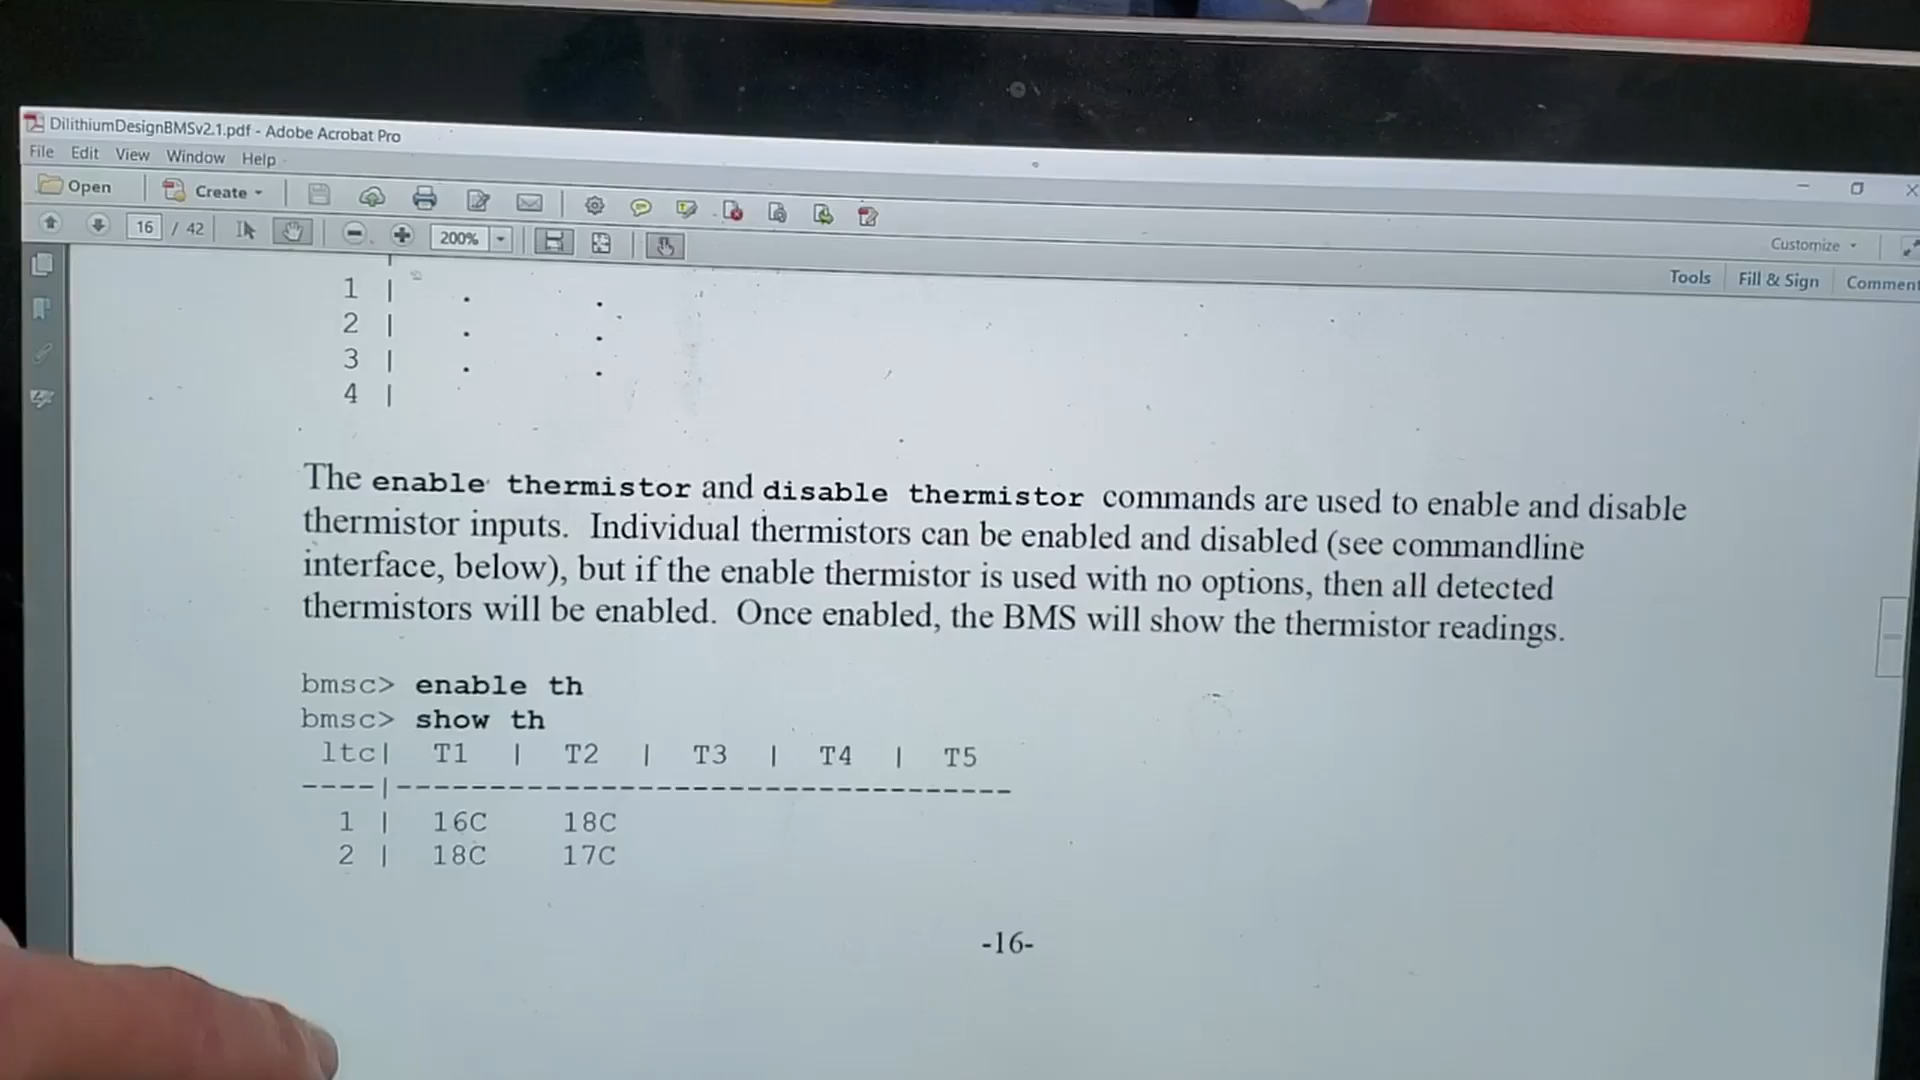 DilithiumDesignBMSv2.1.pdf - Adobe Acrobat Pro
File Edit View Window Help
Open Create
16 / 42 200% Customize
Tools Fill & Sign Comment
1 | . .
2 | . .
3 | . .
4 |
The enable thermistor and disable thermistor commands are used to enable and disable
thermistor inputs. Individual thermistors can be enabled and disabled (see commandline
interface, below), but if the enable thermistor is used with no options, then all detected
thermistors will be enabled. Once enabled, the BMS will show the thermistor readings.
bmsc> enable th
bmsc> show th
ltc| T1 | T2 | T3 | T4 | T5
----|----------------------------------
1 | 16C 18C
2 | 18C 17C
-16-